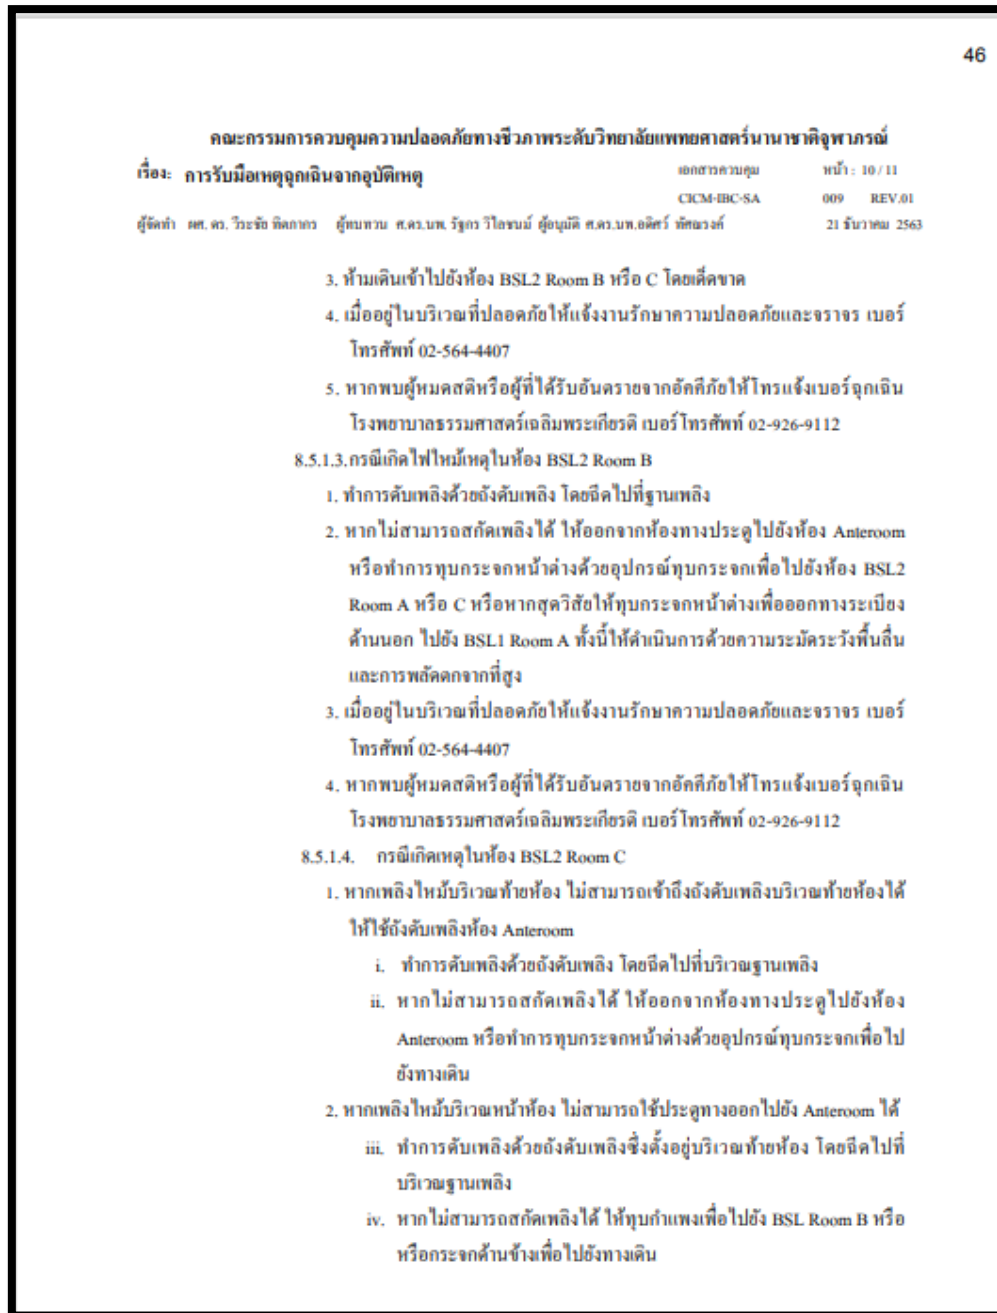 46
คณะกรรมการควบคุมความปลอดภัยทางชีวภาพระดับวิทยาลัยแพทยศาสตร์นานาชาติจุฬาภรณ์
เรื่อง: การรับมือเหตุฉุกเฉินจากอุบัติเหตุ เอกสารควบคุม หน้า : 10 / 11
CICM-IBC-SA 009 REV.01
ผู้จัดทำ ผศ. ดร. วีระชัย ทิตภากร ผู้ทบทวน ศ.ดร.นพ. รัฐกร วิไลชนม์ ผู้อนุมัติ ศ.ดร.นพ.อดิศว์ ทัศณรงค์ 21 ธันวาคม 2563
3. ห้ามเดินเข้าไปยังห้อง BSL2 Room B หรือ C โดยเด็ดขาด
4. เมื่ออยู่ในบริเวณที่ปลอดภัยให้แจ้งงานรักษาความปลอดภัยและจราจร เบอร์
โทรศัพท์ 02-564-4407
5. หากพบผู้หมดสติหรือผู้ที่ได้รับอันตรายจากอัคคีภัยให้โทรแจ้งเบอร์ฉุกเฉิน
โรงพยาบาลธรรมศาสตร์เฉลิมพระเกียรติ เบอร์โทรศัพท์ 02-926-9112
8.5.1.3.กรณีเกิดไฟไหม้เหตุในห้อง BSL2 Room B
1. ทำการดับเพลิงด้วยถังดับเพลิง โดยฉีดไปที่ฐานเพลิง
2. หากไม่สามารถสกัดเพลิงได้ ให้ออกจากห้องทางประตูไปยังห้อง Anteroom
หรือทำการทุบกระจกหน้าต่างด้วยอุปกรณ์ทุบกระจกเพื่อไปยังห้อง BSL2
Room A หรือ C หรือหากสุดวิสัยให้ทุบกระจกหน้าต่างเพื่อออกทางระเบียง
ด้านนอก ไปยัง BSL1 Room A ทั้งนี้ให้ดำเนินการด้วยความระมัดระวังพื้นลื่น
และการพลัดตกจากที่สูง
3. เมื่ออยู่ในบริเวณที่ปลอดภัยให้แจ้งงานรักษาความปลอดภัยและจราจร เบอร์
โทรศัพท์ 02-564-4407
4. หากพบผู้หมดสติหรือผู้ที่ได้รับอันตรายจากอัคคีภัยให้โทรแจ้งเบอร์ฉุกเฉิน
โรงพยาบาลธรรมศาสตร์เฉลิมพระเกียรติ เบอร์โทรศัพท์ 02-926-9112
8.5.1.4. กรณีเกิดเหตุในห้อง BSL2 Room C
1. หากเพลิงไหม้บริเวณท้ายห้อง ไม่สามารถเข้าถึงถังดับเพลิงบริเวณท้ายห้องได้
ให้ใช้ถังดับเพลิงห้อง Anteroom
i. ทำการดับเพลิงด้วยถังดับเพลิง โดยฉีดไปที่บริเวณฐานเพลิง
ii. หากไม่สามารถสกัดเพลิงได้ ให้ออกจากห้องทางประตูไปยังห้อง
Anteroom หรือทำการทุบกระจกหน้าต่างด้วยอุปกรณ์ทุบกระจกเพื่อไป
ยังทางเดิน
2. หากเพลิงไหม้บริเวณหน้าห้อง ไม่สามารถใช้ประตูทางออกไปยัง Anteroom ได้
iii. ทำการดับเพลิงด้วยถังดับเพลิงซึ่งตั้งอยู่บริเวณท้ายห้อง โดยฉีดไปที่
บริเวณฐานเพลิง
iv. หากไม่สามารถสกัดเพลิงได้ ให้ทุบกำแพงเพื่อไปยัง BSL Room B หรือ
หรือกระจกด้านข้างเพื่อไปยังทางเดิน